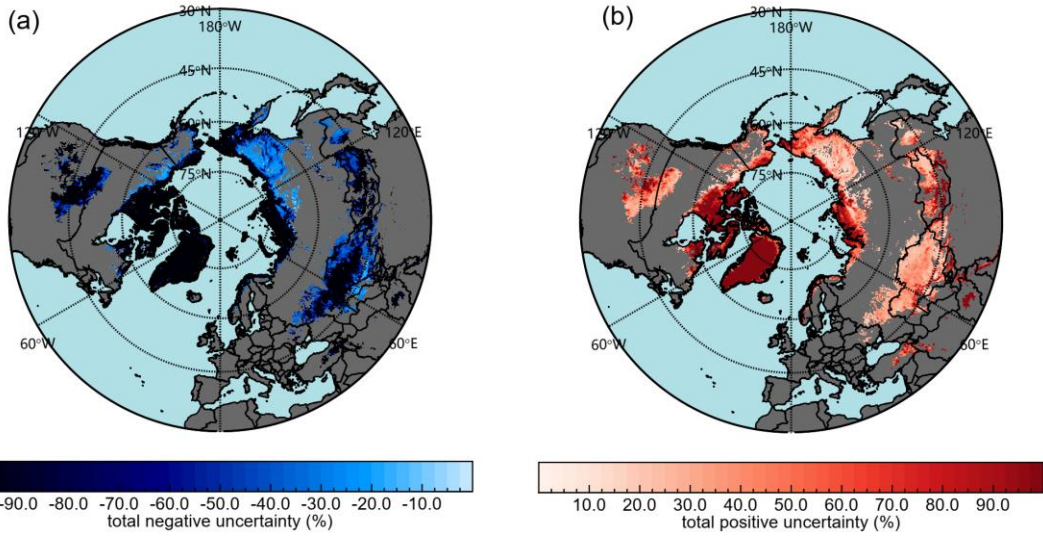 (a)
30°N
180°W
45°N
60°N
75°N
120°W
120°E
60°W
60°E
-90.0 -80.0 -70.0 -60.0 -50.0 -40.0 -30.0 -20.0 -10.0
total negative uncertainty (%)
(b)
30°N
180°W
45°N
60°N
75°N
120°W
120°E
60°W
60°E
10.0 20.0 30.0 40.0 50.0 60.0 70.0 80.0 90.0
total positive uncertainty (%)